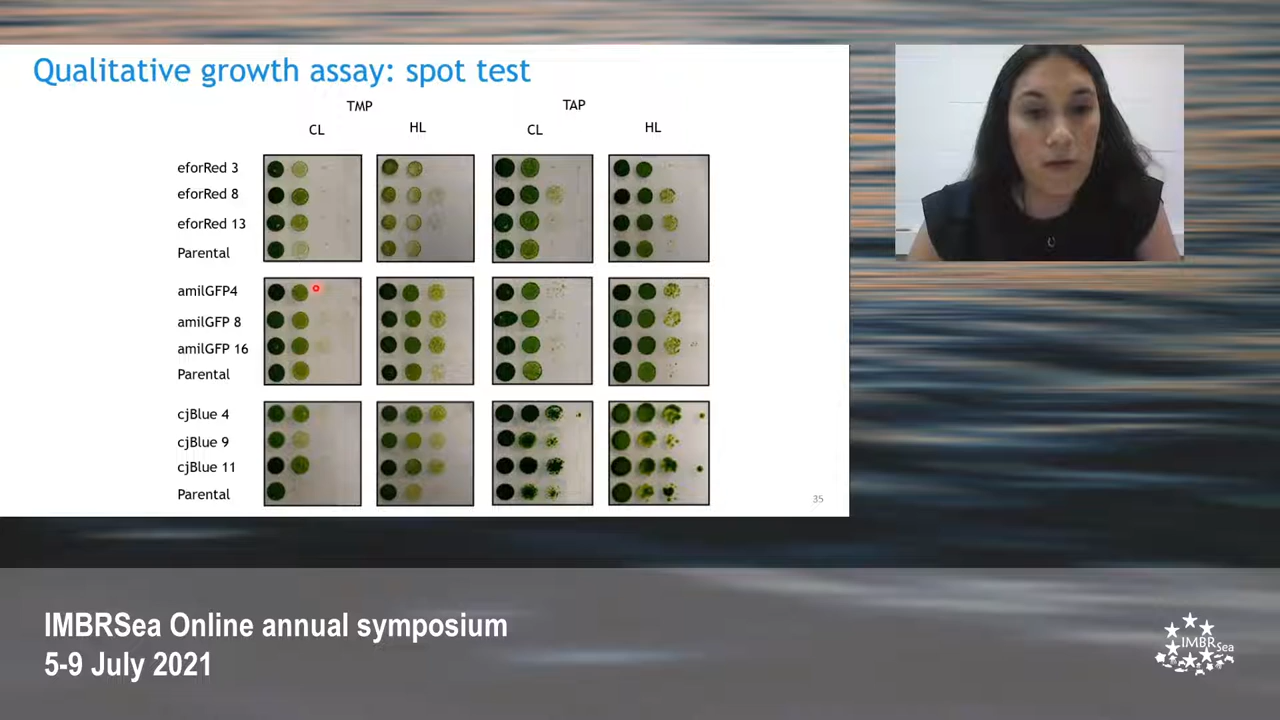 Qualitative growth assay: spot test
TMP
TAP
CL
HL
CL
HL
eforRed 3
eforRed 8
eforRed 13
Parental
amilGFP4
amilGFP 8
amilGFP 16
Parental
cjBlue 4
cjBlue 9
cjBlue 11
Parental
35
IMBRSea Online annual symposium
5-9 July 2021
IMBRSea